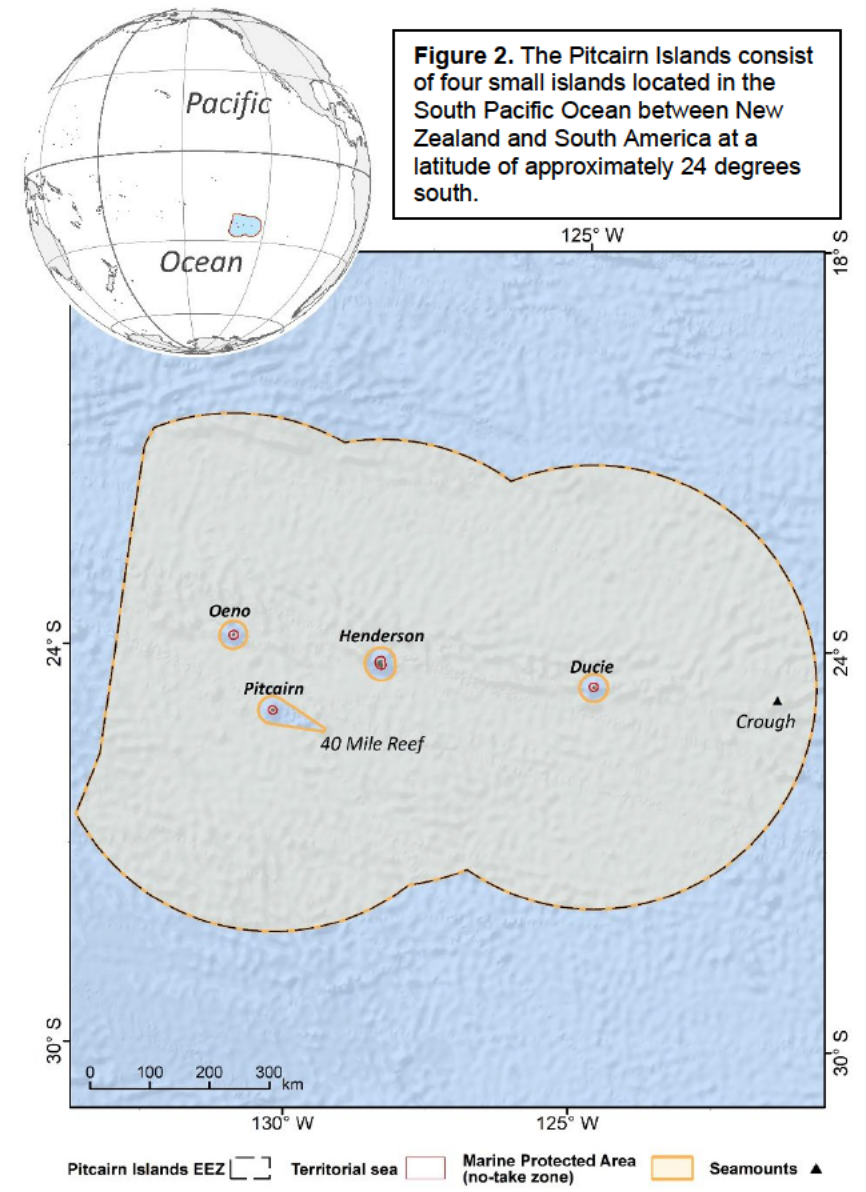 Pacific
Ocean
Figure 2. The Pitcairn Islands consist
of four small islands located in the
South Pacific Ocean between New
Zealand and South America at a
latitude of approximately 24 degrees
south.
125° W
18° S
Oeno
Henderson
24° S
24° S
Ducie
Pitcairn
Crough
40 Mile Reef
30° S
30° S
0 100 200 300
km
130° W 125° W
Pitcairn Islands EEZ Territorial sea Marine Protected Area
(no-take zone) Seamounts